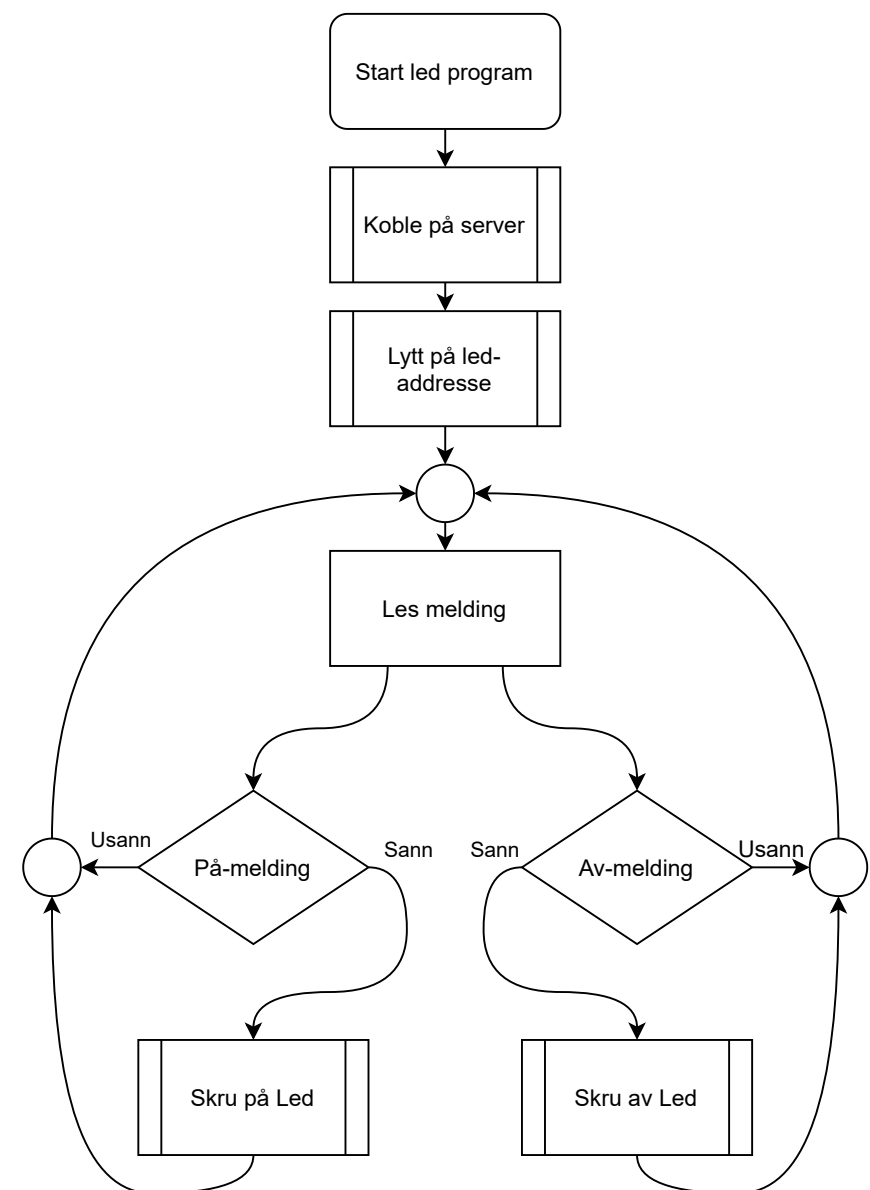 Start led program
Koble på server
Lytt på led-
addresse
Les melding
Usann
På-melding
Sann
Sann
Av-melding
Usann
Skru på Led
Skru av Led